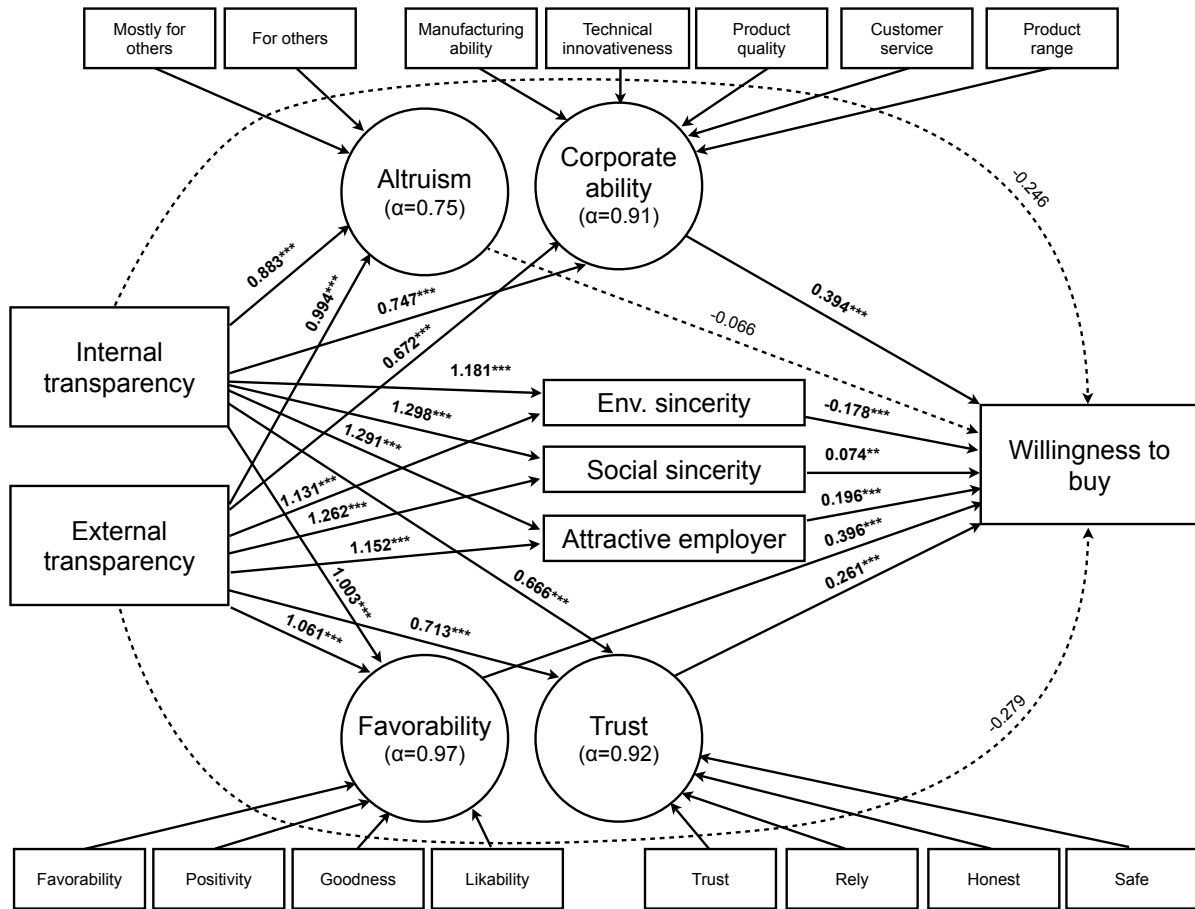 Mostly for
others
For others
Manufacturing
ability
Technical
innovativeness
Product
quality
Customer
service
Product
range
Altruism
(α=0.75)
Corporate
ability
(α=0.91)
-0.246
0.883***
0.994***
0.747***
0.672***
0.394***
-0.066
Internal
transparency
1.181***
1.298***
1.291***
Env. sincerity
-0.178***
Social sincerity
0.074**
Attractive employer
0.196***
Willingness to
buy
External
transparency
1.131***
1.262***
1.152***
0.396***
0.261***
1.003***
0.666***
1.061***
0.713***
Favorability
(α=0.97)
Trust
(α=0.92)
-0.279
Favorability
Positivity
Goodness
Likability
Trust
Rely
Honest
Safe